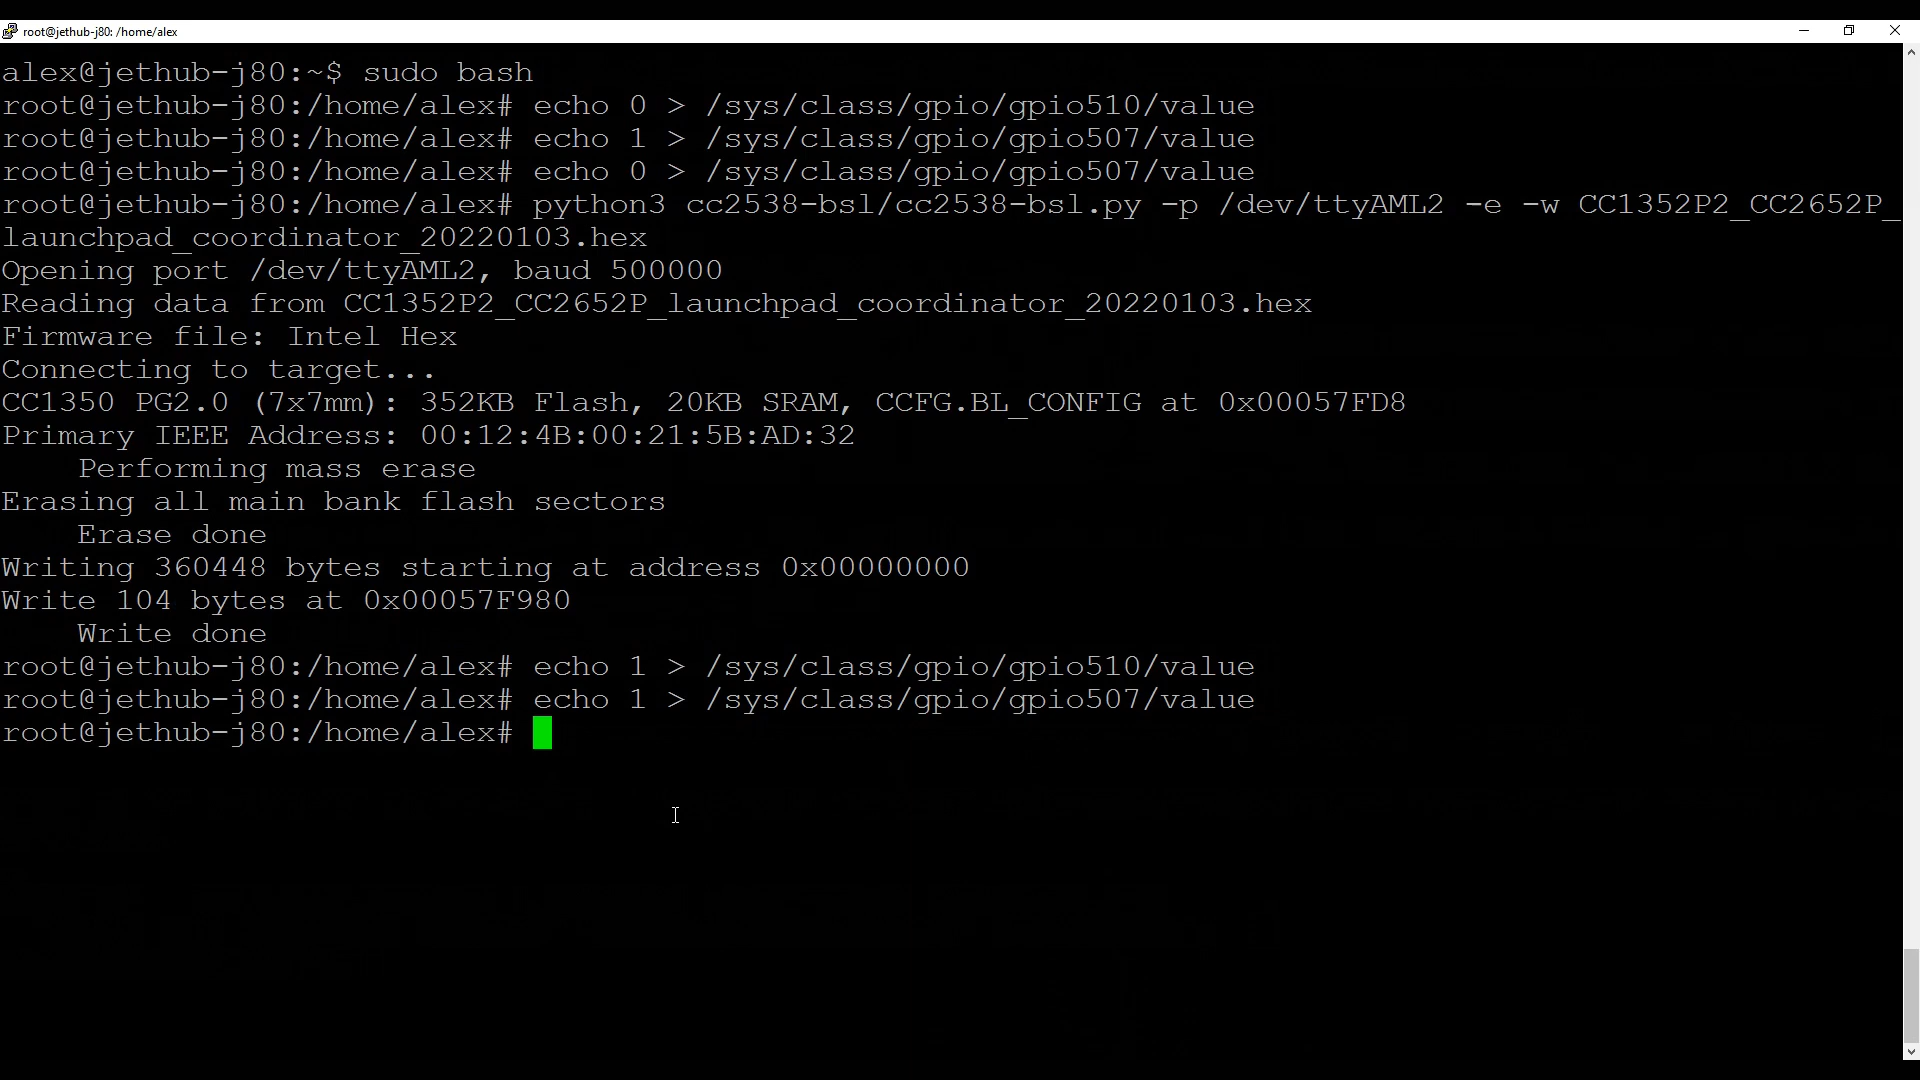 root@jethub-j80: /home/alex
alex@jethub-j80:~$ sudo bash
root@jethub-j80:/home/alex# echo 0 > /sys/class/gpio/gpio510/value
root@jethub-j80:/home/alex# echo 1 > /sys/class/gpio/gpio507/value
root@jethub-j80:/home/alex# echo 0 > /sys/class/gpio/gpio507/value
root@jethub-j80:/home/alex# python3 cc2538-bsl/cc2538-bsl.py -p /dev/ttyAML2 -e -w CC1352P2_CC2652P_
launchpad_coordinator_20220103.hex
Opening port /dev/ttyAML2, baud 500000
Reading data from CC1352P2_CC2652P_launchpad_coordinator_20220103.hex
Firmware file: Intel Hex
Connecting to target...
CC1350 PG2.0 (7x7mm): 352KB Flash, 20KB SRAM, CCFG.BL_CONFIG at 0x00057FD8
Primary IEEE Address: 00:12:4B:00:21:5B:AD:32
    Performing mass erase
Erasing all main bank flash sectors
    Erase done
Writing 360448 bytes starting at address 0x00000000
Write 104 bytes at 0x00057F980
    Write done
root@jethub-j80:/home/alex# echo 1 > /sys/class/gpio/gpio510/value
root@jethub-j80:/home/alex# echo 1 > /sys/class/gpio/gpio507/value
root@jethub-j80:/home/alex#